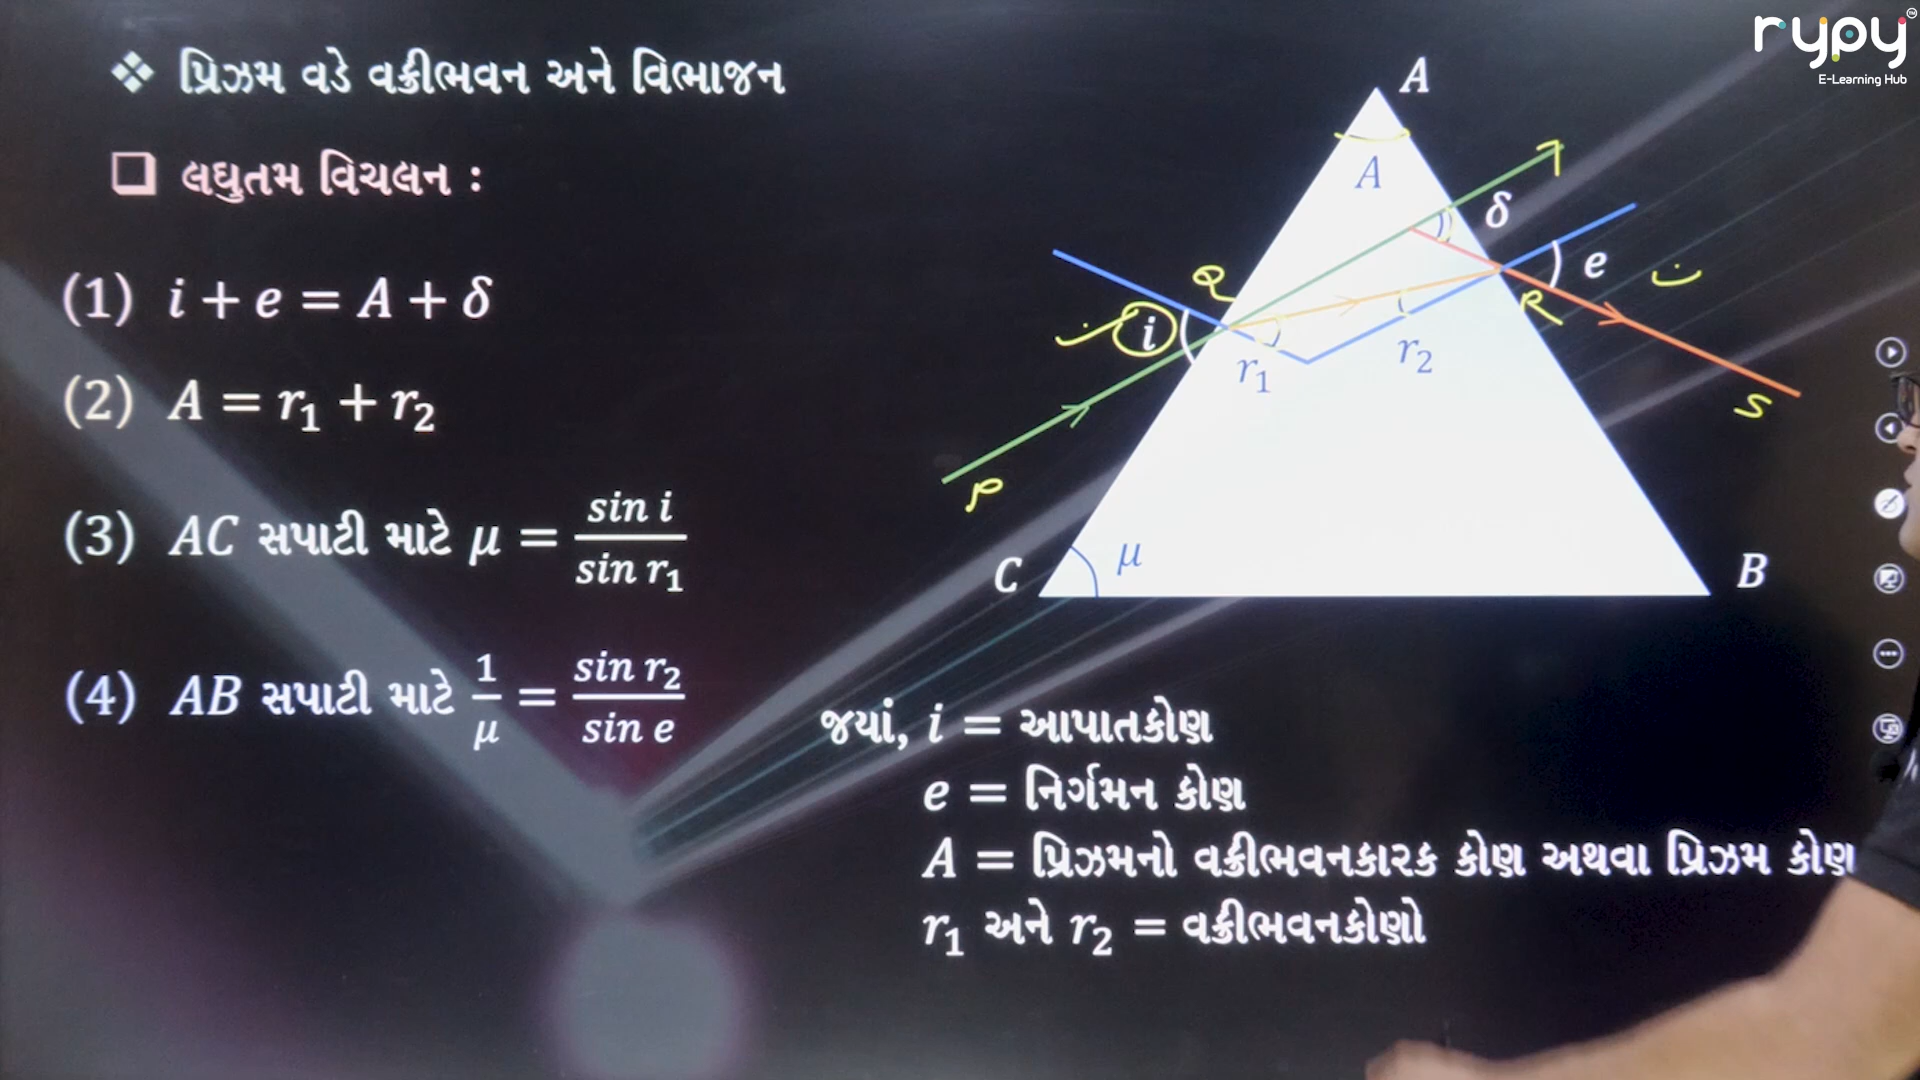 rypy
TM
E-Learning Hub
❖ પ્રિઝમ વડે વક્રીભવન અને વિભાજન
❑ લઘુતમ વિચલન :
(1) i + e = A + δ
(2) A = r₁ + r₂
(3) AC સપાટી માટે μ = sin i / sin r₁
(4) AB સપાટી માટે 1/μ = sin r₂ / sin e
A
A
δ
e
i
Q
i
r₁
r₂
R
S
P
C
μ
B
જયાં, i = આપાતકોણ
e = નિર્ગમન કોણ
A = પ્રિઝમનો વક્રીભવનકારક કોણ અથવા પ્રિઝમ કોણ
r₁ અને r₂ = વક્રીભવનકોણો